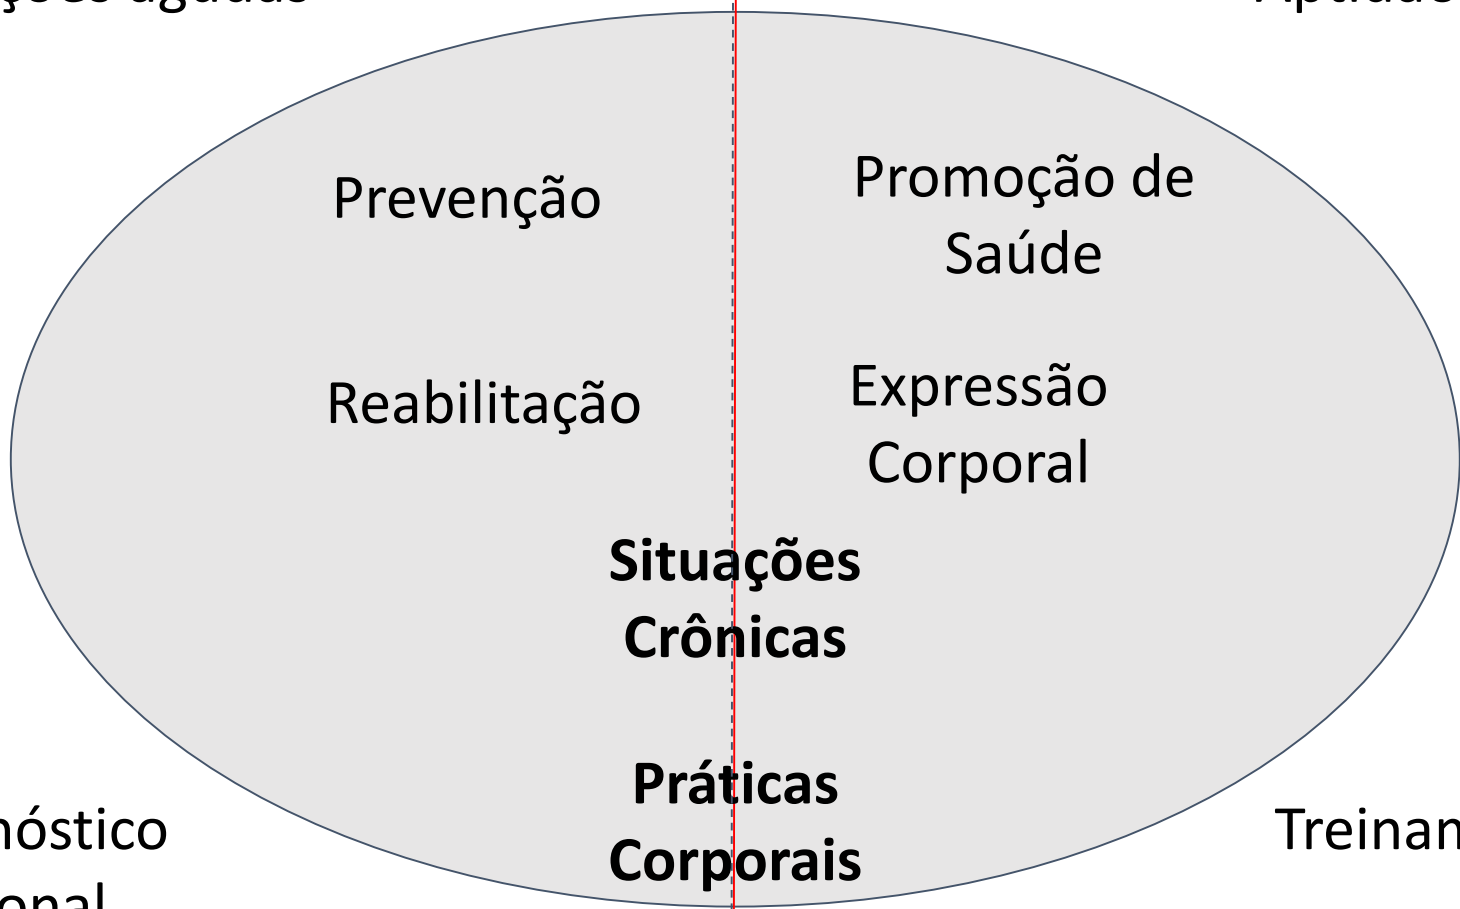 Prevenção
Promoção de
Saúde
Reabilitação
Expressão
Corporal
Situações
Crônicas
Práticas
Corporais